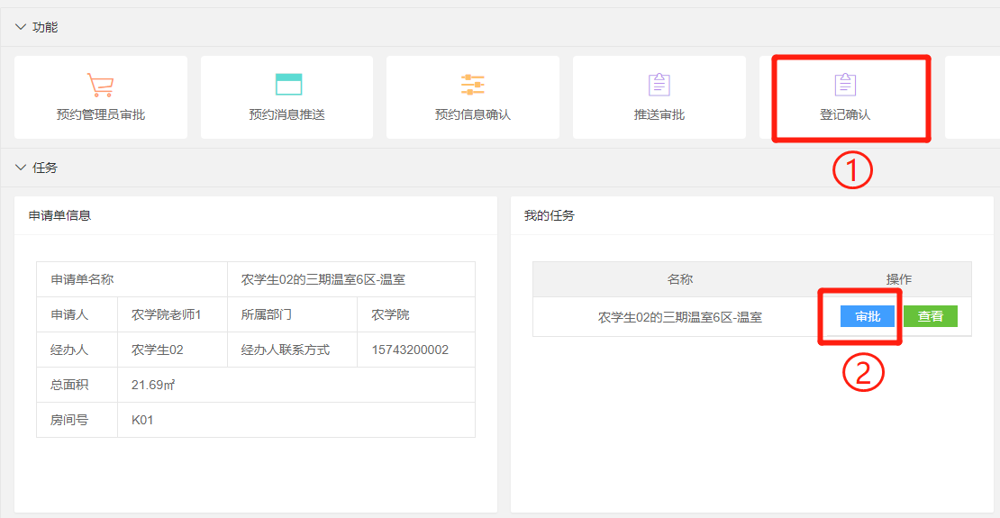 功能
预约管理员审批
预约消息推送
预约信息确认
推送审批
登记确认
①
任务
申请单信息
我的任务
申请单名称 农学生02的三期温室6区-温室
申请人 农学院老师1 所属部门 农学院
经办人 农学生02 经办人联系方式 15743200002
总面积 21.69㎡
房间号 K01
名称 操作
农学生02的三期温室6区-温室 审批 查看
②